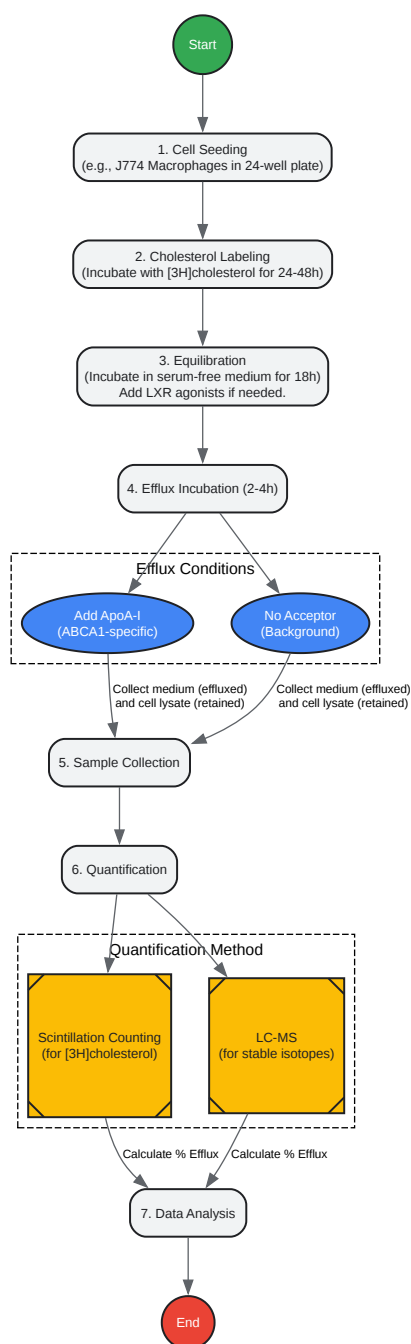 Start
1. Cell Seeding
(e.g., J774 Macrophages in 24-well plate)
2. Cholesterol Labeling
(Incubate with [3H]cholesterol for 24-48h)
3. Equilibration
(Incubate in serum-free medium for 18h)
Add LXR agonists if needed.
4. Efflux Incubation (2-4h)
Efflux Conditions
Add ApoA-I
(ABCA1-specific)
No Acceptor
(Background)
Collect medium (effluxed)
and cell lysate (retained)
Collect medium (effluxed)
and cell lysate (retained)
5. Sample Collection
6. Quantification
Quantification Method
Scintillation Counting
(for [3H]cholesterol)
LC-MS
(for stable isotopes)
Calculate % Efflux
Calculate % Efflux
7. Data Analysis
End